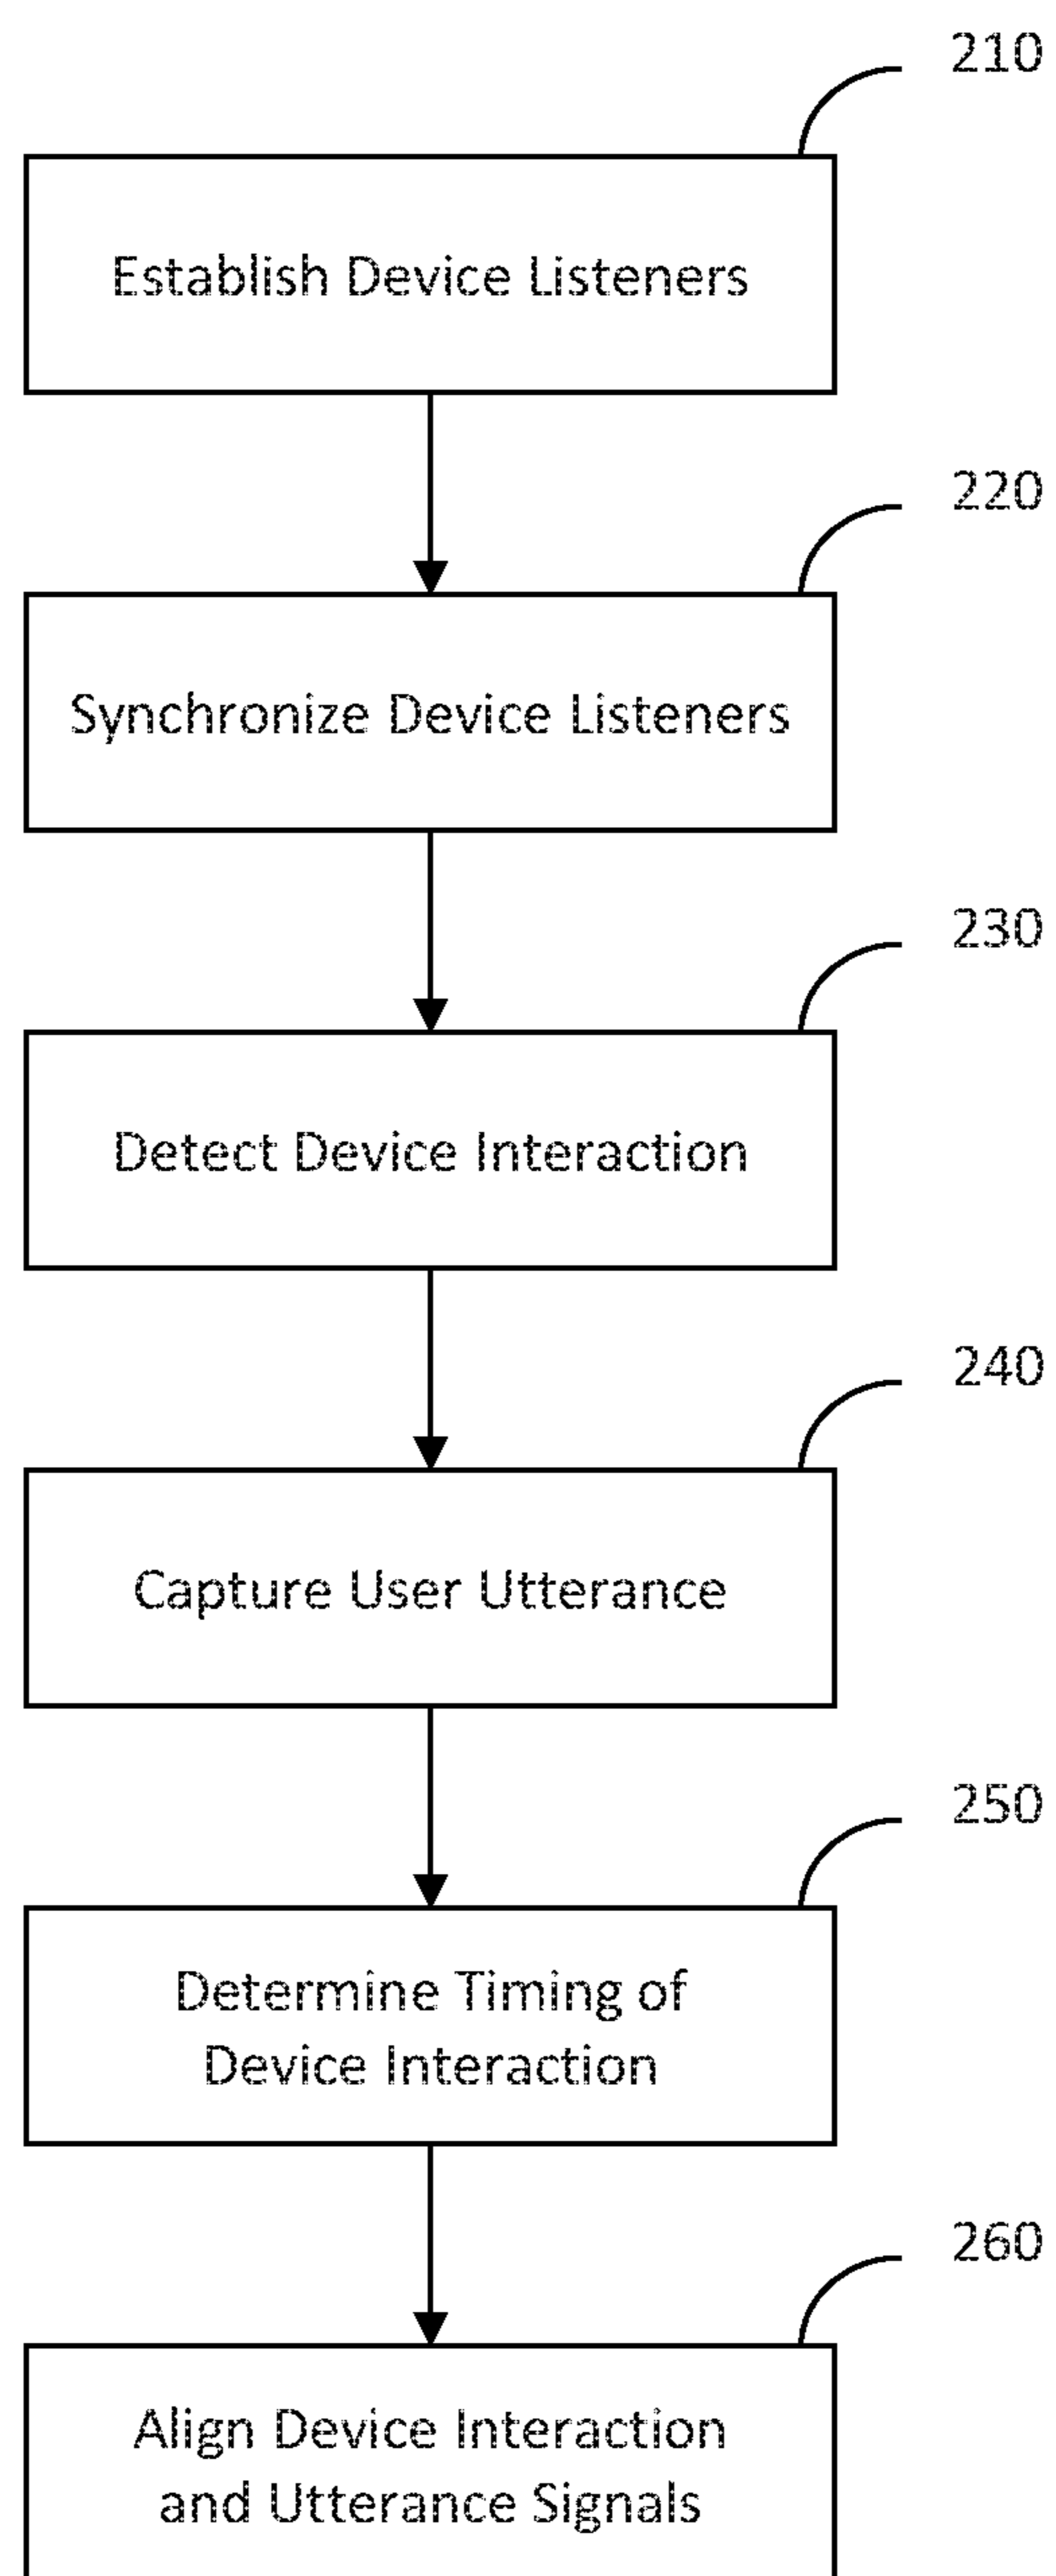 210
Establish Device Listeners
220
Synchronize Device Listeners
230
Detect Device Interaction
240
Capture User Utterance
250
Determine Timing of
Device Interaction
260
Align Device Interaction
and Utterance Signals